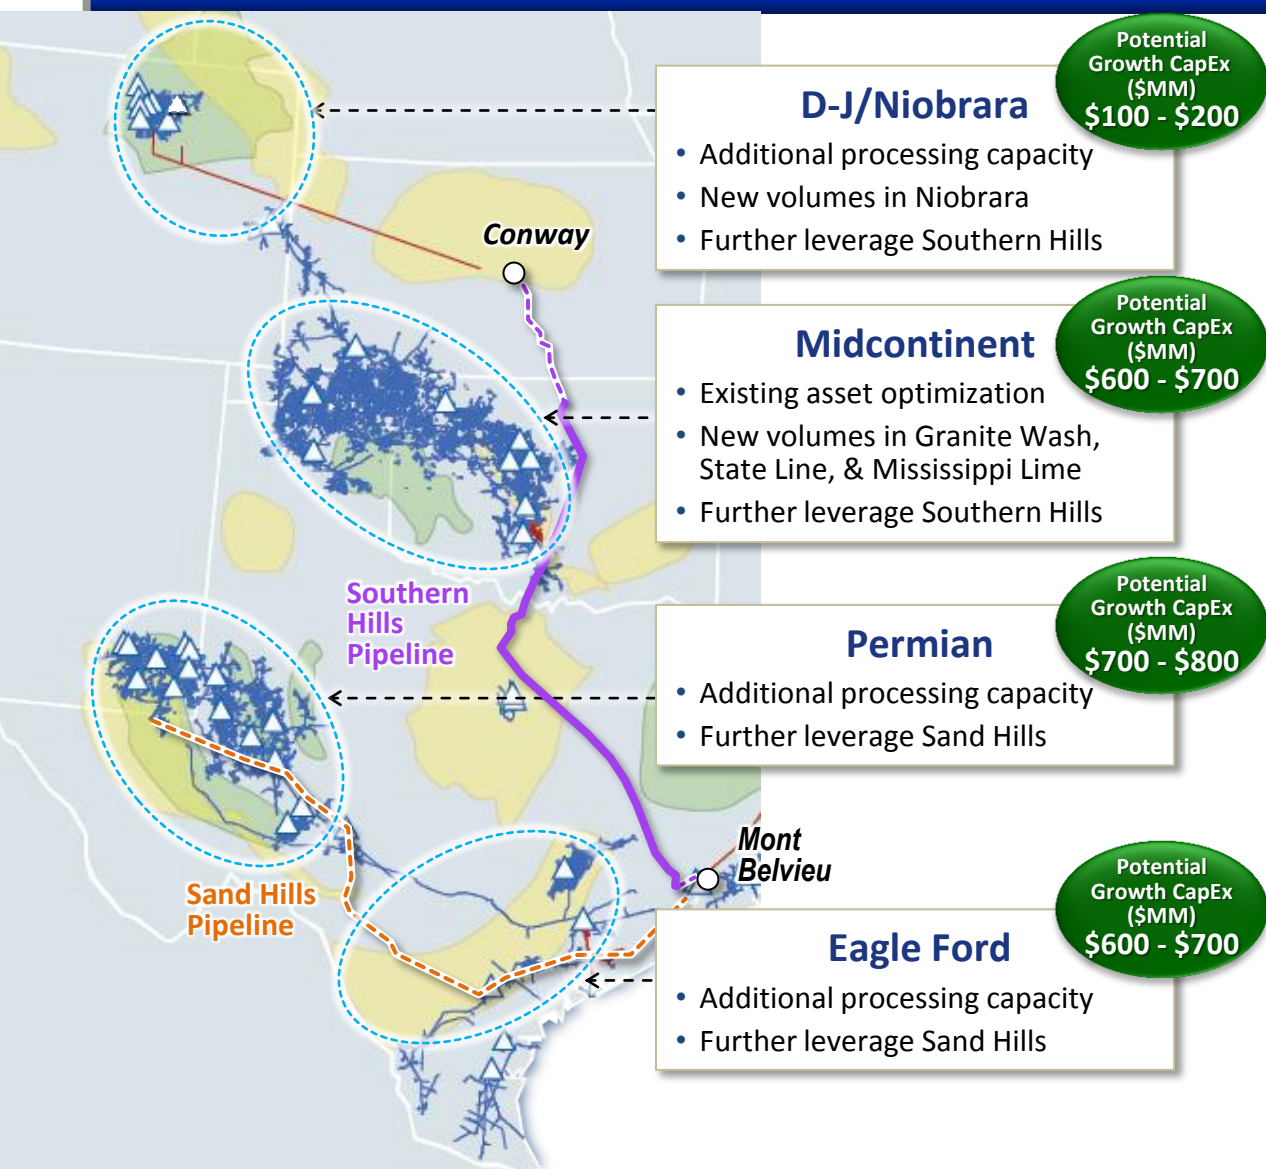 Potential
Growth CapEx
($MM)
$100 - $200
D-J/Niobrara
• Additional processing capacity
• New volumes in Niobrara
• Further leverage Southern Hills
Conway
Potential
Growth CapEx
($MM)
$600 - $700
Midcontinent
• Existing asset optimization
• New volumes in Granite Wash,
State Line, & Mississippi Lime
• Further leverage Southern Hills
Southern
Hills
Pipeline
Potential
Growth CapEx
($MM)
$700 - $800
Permian
• Additional processing capacity
• Further leverage Sand Hills
Mont
Belvieu
Sand Hills
Pipeline
Potential
Growth CapEx
($MM)
$600 - $700
Eagle Ford
• Additional processing capacity
• Further leverage Sand Hills